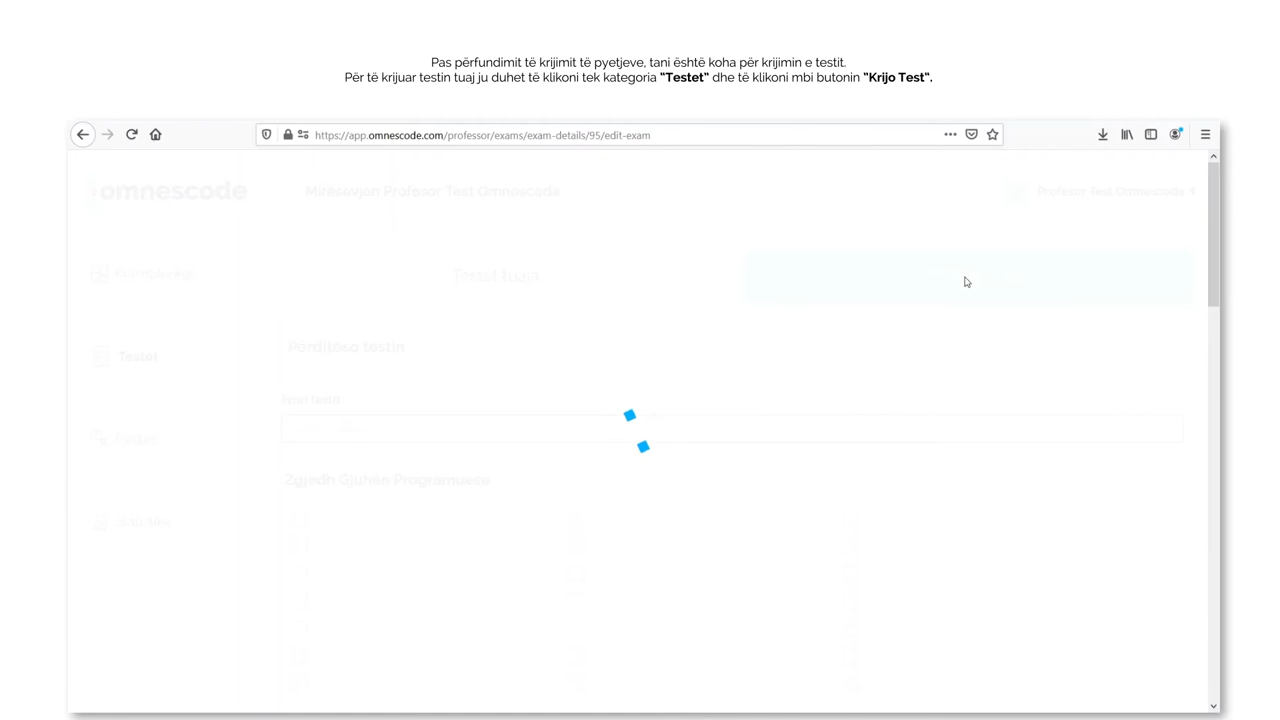 Pas përfundimit të krijimit të pyetjeve, tani është koha për krijimin e testit.
Për të krijuar testin tuaj ju duhet të klikoni tek kategoria "Testet" dhe të klikoni mbi butonin "Krijo Test".
https://app.omnescode.com/professor/exams/exam-details/95/edit-exam
omnescode
Miresevjen Profesor Test Omnescode
Profesor Test Omnescode
Testet tuaja
Testet
Përditëso testin
Emri testit
Zgjedh Gjuhën Programuese